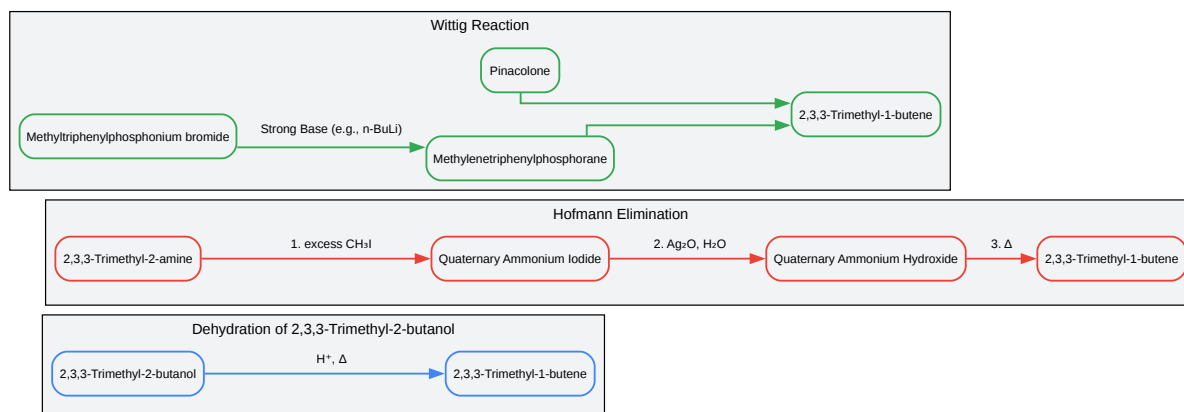 Wittig Reaction
Pinacolone
Methyltriphenylphosphonium bromide
Strong Base (e.g., n-BuLi)
Methylenetriphenylphosphorane
2,3,3-Trimethyl-1-butene
Hofmann Elimination
2,3,3-Trimethyl-2-amine
1. excess CH₃I
Quaternary Ammonium Iodide
2. Ag₂O, H₂O
Quaternary Ammonium Hydroxide
3. Δ
2,3,3-Trimethyl-1-butene
Dehydration of 2,3,3-Trimethyl-2-butanol
2,3,3-Trimethyl-2-butanol
H⁺, Δ
2,3,3-Trimethyl-1-butene